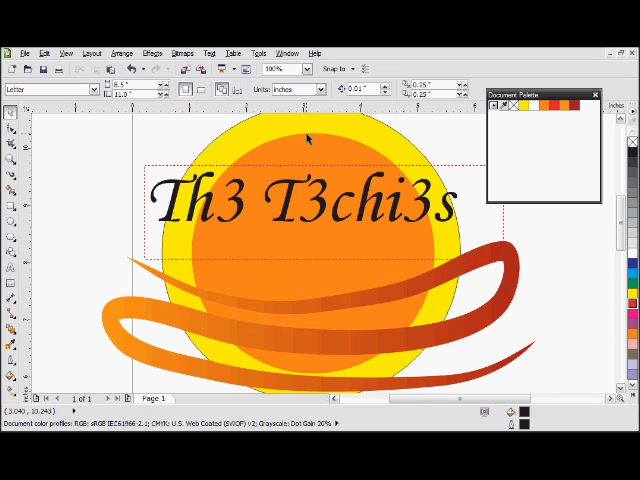 File Edit View Layout Arrange Effects Bitmaps Text Table Tools Window Help
100% Snap to
Letter 8.5 " 11.0 " Units: inches 0.01 " 0.25 " 0.25 "
Document Palette
inches
Th3 T3chi3s
1 of 1 Page 1
(3.040, 10.243)
Document color profiles: RGB: sRGB IEC61966-2.1; CMYK: U.S. Web Coated (SWOP) v2; Grayscale: Dot Gain 20%